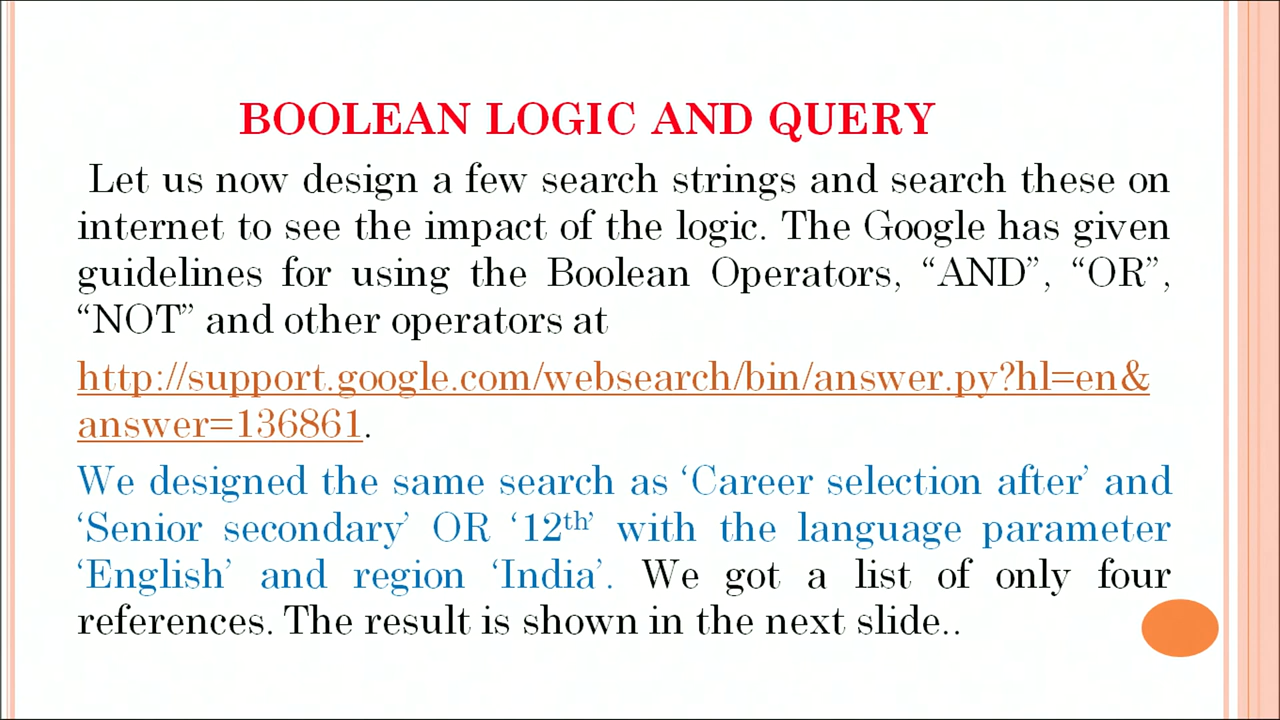 BOOLEAN LOGIC AND QUERY
Let us now design a few search strings and search these on
internet to see the impact of the logic. The Google has given
guidelines for using the Boolean Operators, “AND”, “OR”,
“NOT” and other operators at
http://support.google.com/websearch/bin/answer.py?hl=en&
answer=136861.
We designed the same search as ‘Career selection after’ and
‘Senior secondary’ OR ‘12th’ with the language parameter
‘English’ and region ‘India’. We got a list of only four
references. The result is shown in the next slide..